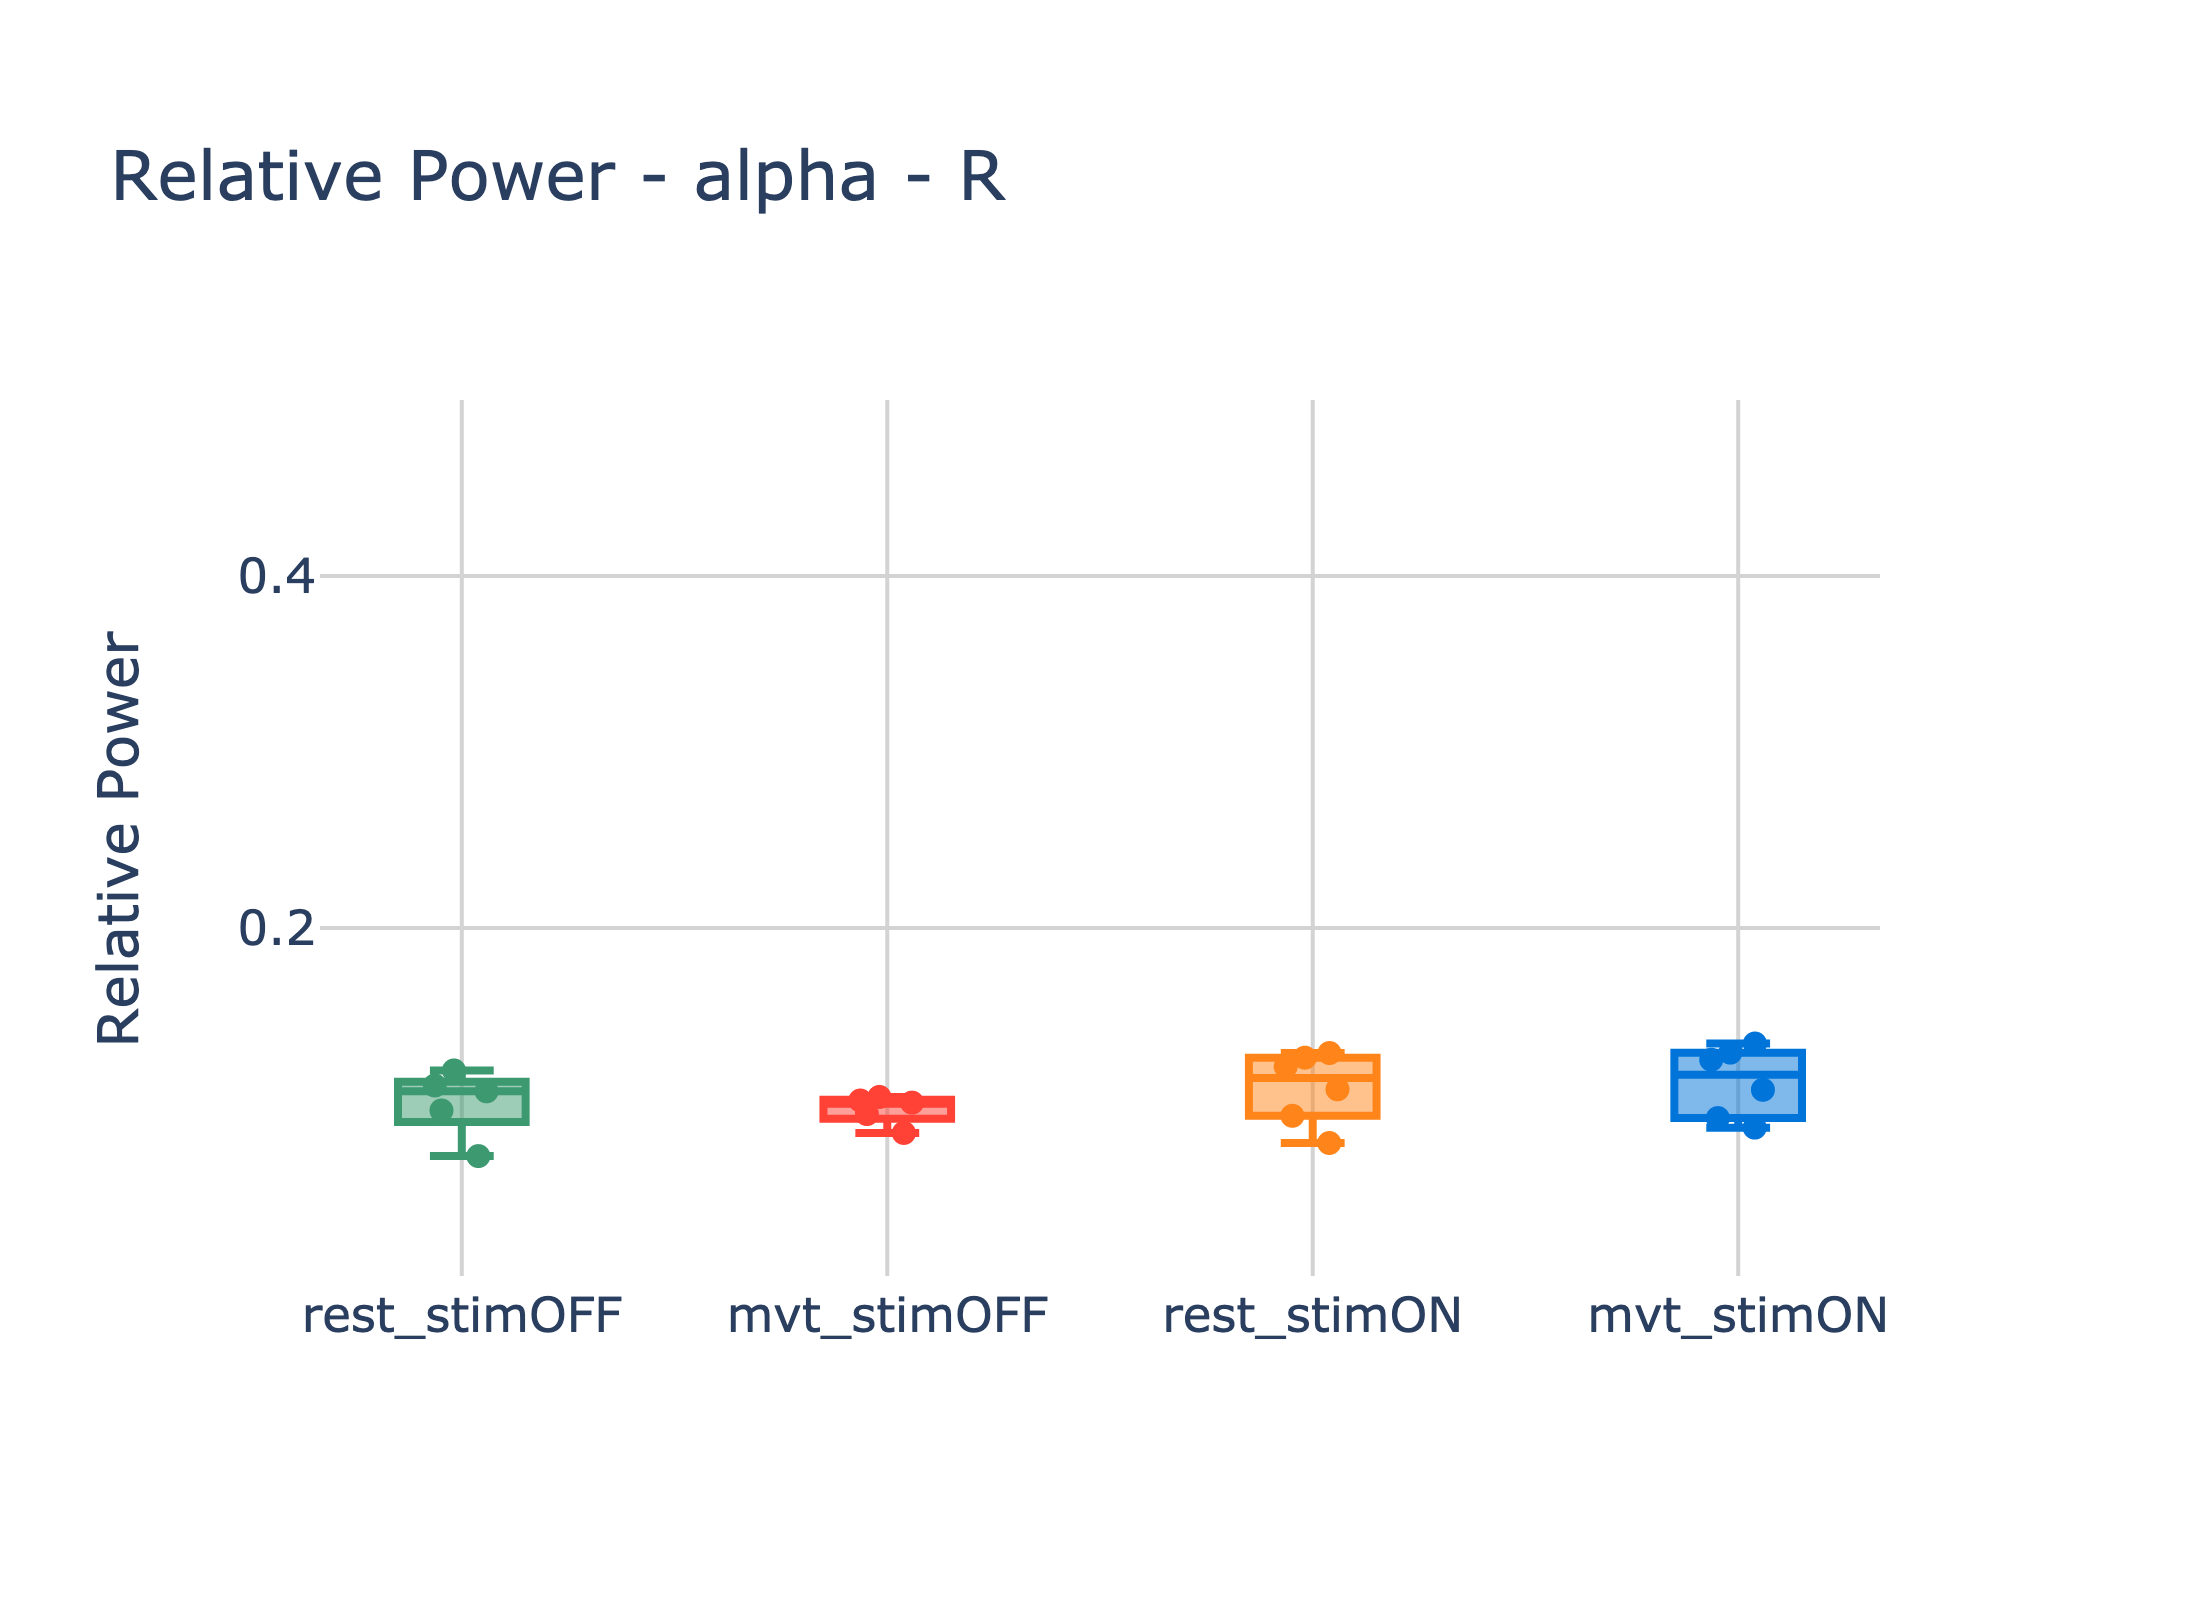 Relative Power - alpha - R
Relative Power
0.4
0.2
rest_stimOFF
mvt_stimOFF
rest_stimON
mvt_stimON